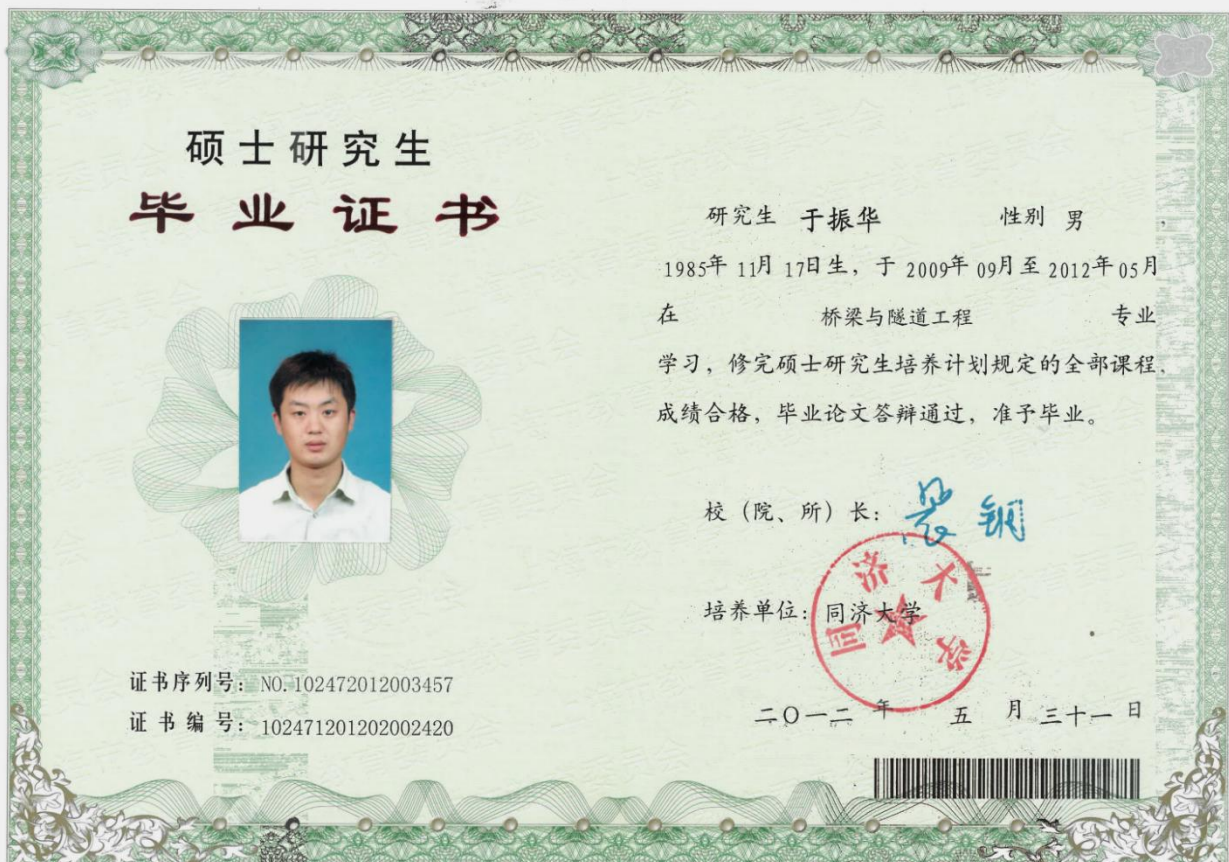 硕士研究生
毕业证书
研究生 于振华 性别 男 ,
1985年 11月 17日生，于 2009年 09月至 2012年 05月
在 桥梁与隧道工程 专业
学习，修完硕士研究生培养计划规定的全部课程，
成绩合格，毕业论文答辩通过，准予毕业。
校（院、所）长：
培养单位：同济大学
同济大学
证书序列号：NO.102472012003457
证书编号：102471201202002420
二〇一二 年 五 月 三十一 日